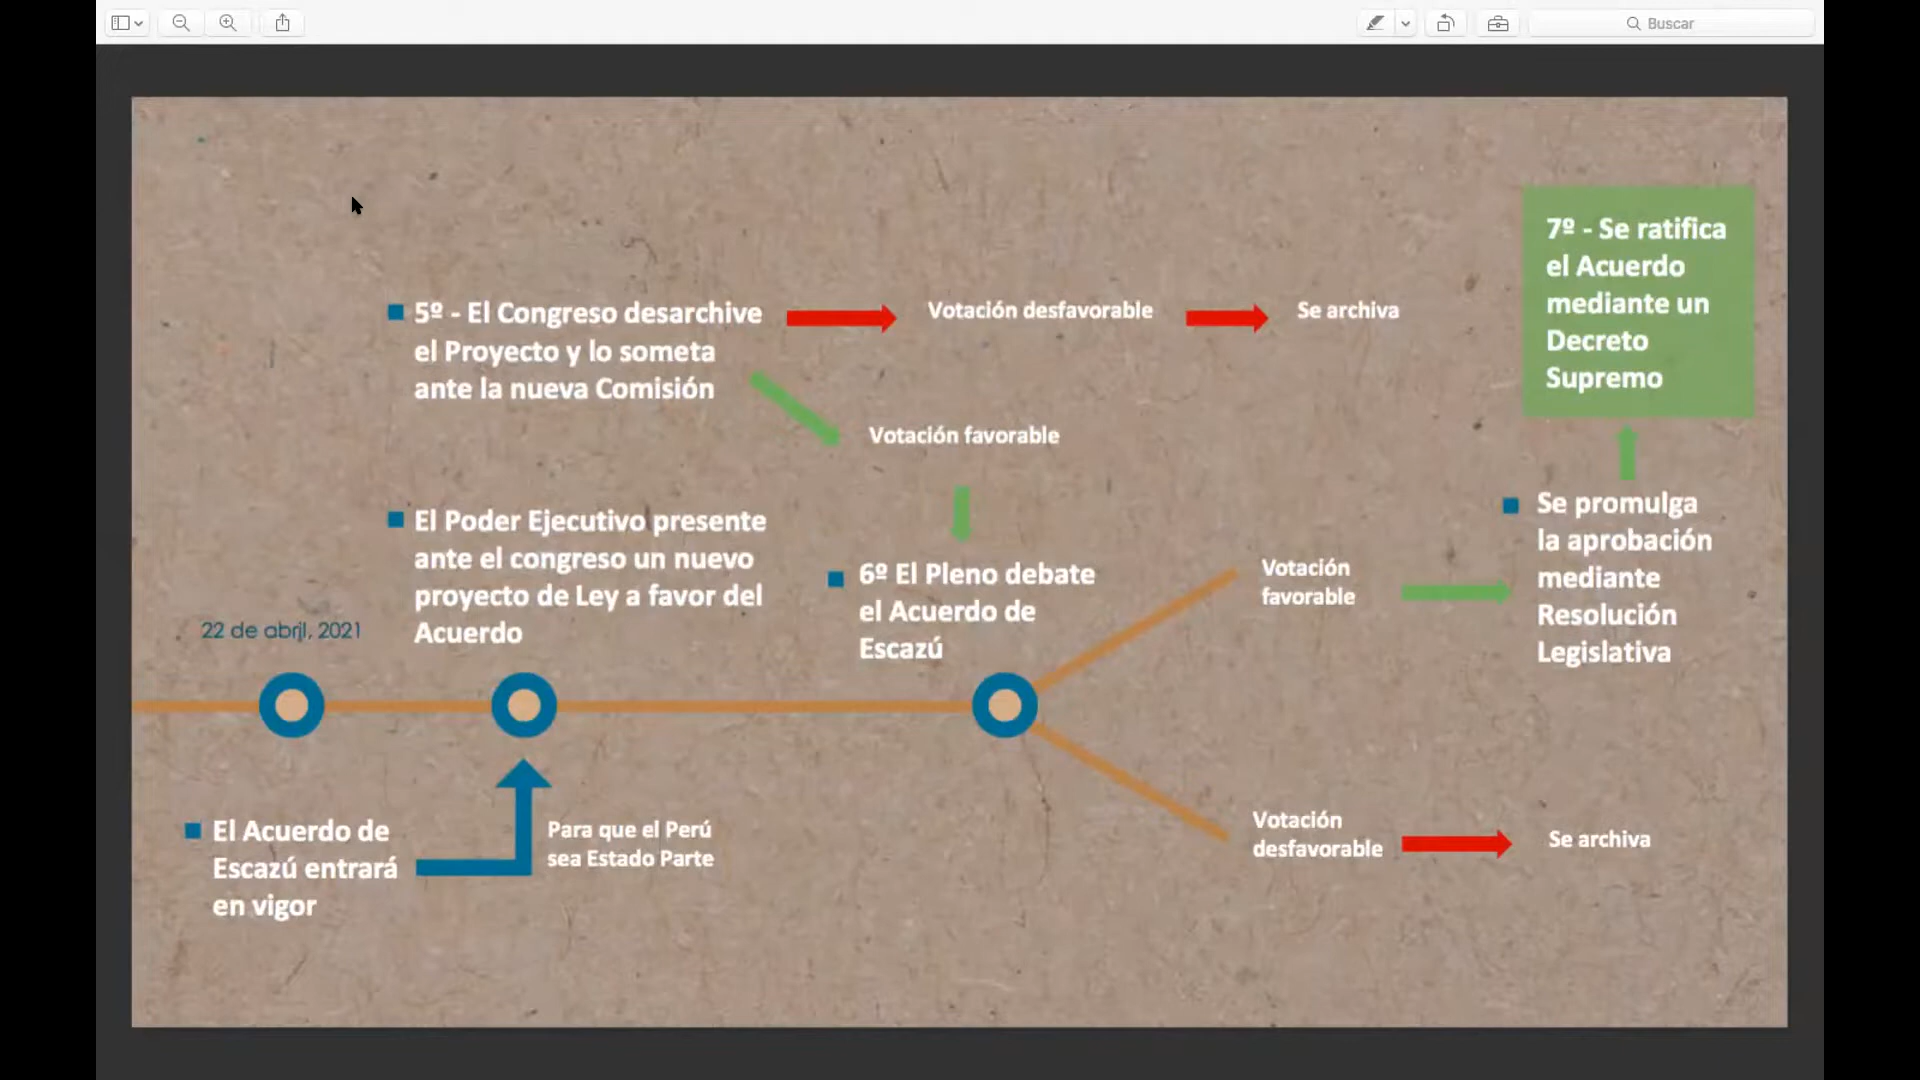 Buscar
5º - El Congreso desarchive
el Proyecto y lo someta
ante la nueva Comisión
Votación desfavorable
Se archiva
Votación favorable
El Poder Ejecutivo presente
ante el congreso un nuevo
proyecto de Ley a favor del
Acuerdo
22 de abril, 2021
El Acuerdo de
Escazú entrará
en vigor
Para que el Perú
sea Estado Parte
6º El Pleno debate
el Acuerdo de
Escazú
Votación
favorable
Votación
desfavorable
Se archiva
Se promulga
la aprobación
mediante
Resolución
Legislativa
7º - Se ratifica
el Acuerdo
mediante un
Decreto
Supremo